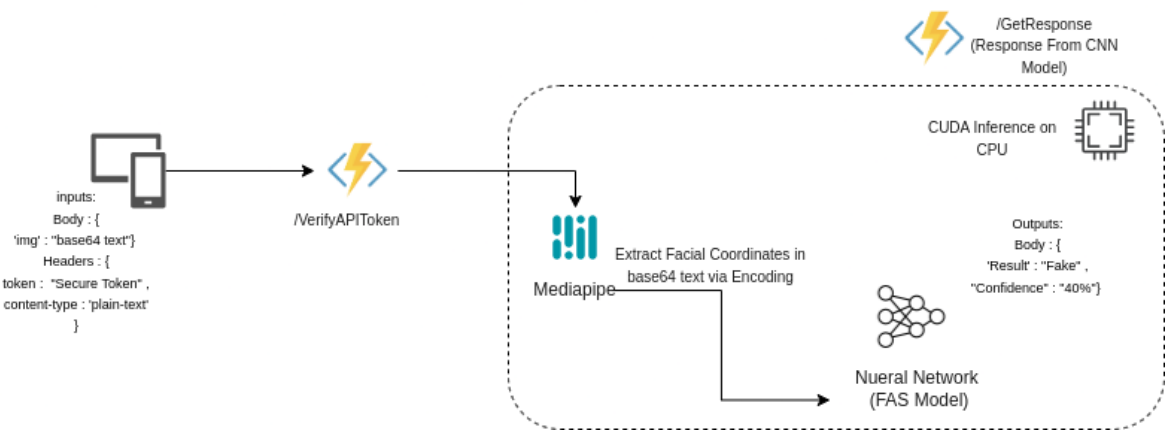 /GetResponse
(Response From CNN
Model)
CUDA Inference on
CPU
inputs:
Body : {
'img' : "base64 text"}
Headers : {
token :  "Secure Token" ,
content-type : 'plain-text'
}
/VerifyAPIToken
Mediapipe
Extract Facial Coordinates in
base64 text via Encoding
Outputs:
Body : {
'Result' : "Fake" ,
"Confidence" : "40%"}
Nueral Network
(FAS Model)